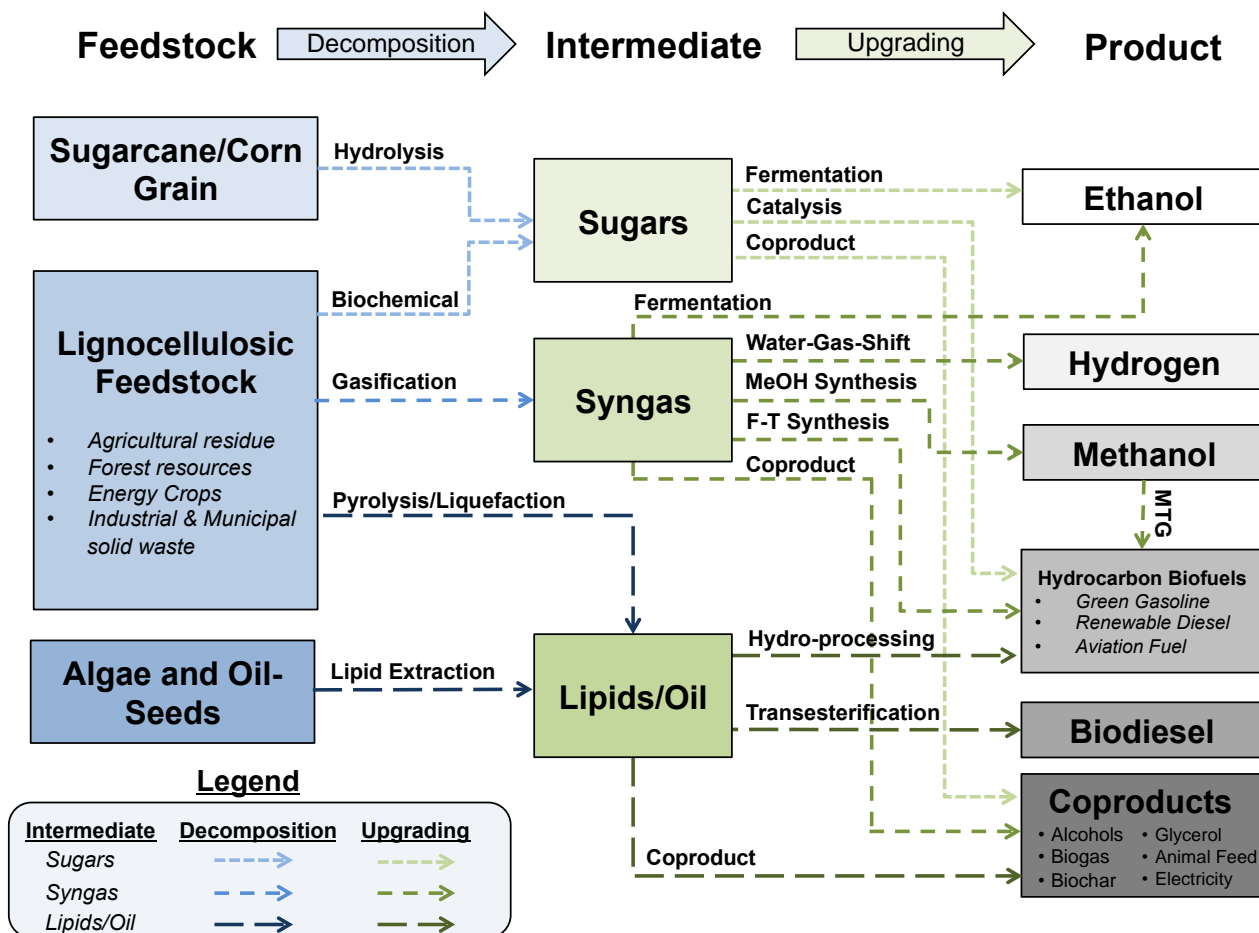 Feedstock
Decomposition
Intermediate
Upgrading
Product
Sugarcane/Corn
Grain
Hydrolysis
Sugars
Fermentation
Catalysis
Coproduct
Ethanol
Lignocellulosic
Feedstock
• Agricultural residue
• Forest resources
• Energy Crops
• Industrial & Municipal
solid waste
Biochemical
Gasification
Pyrolysis/Liquefaction
Fermentation
Syngas
Water-Gas-Shift
MeOH Synthesis
F-T Synthesis
Coproduct
Hydrogen
Methanol
MTG
Hydrocarbon Biofuels
• Green Gasoline
• Renewable Diesel
• Aviation Fuel
Algae and Oil-
Seeds
Lipid Extraction
Lipids/Oil
Hydro-processing
Transesterification
Coproduct
Biodiesel
Coproducts
• Alcohols • Glycerol
• Biogas • Animal Feed
• Biochar • Electricity
Legend
Intermediate Decomposition Upgrading
Sugars
Syngas
Lipids/Oil